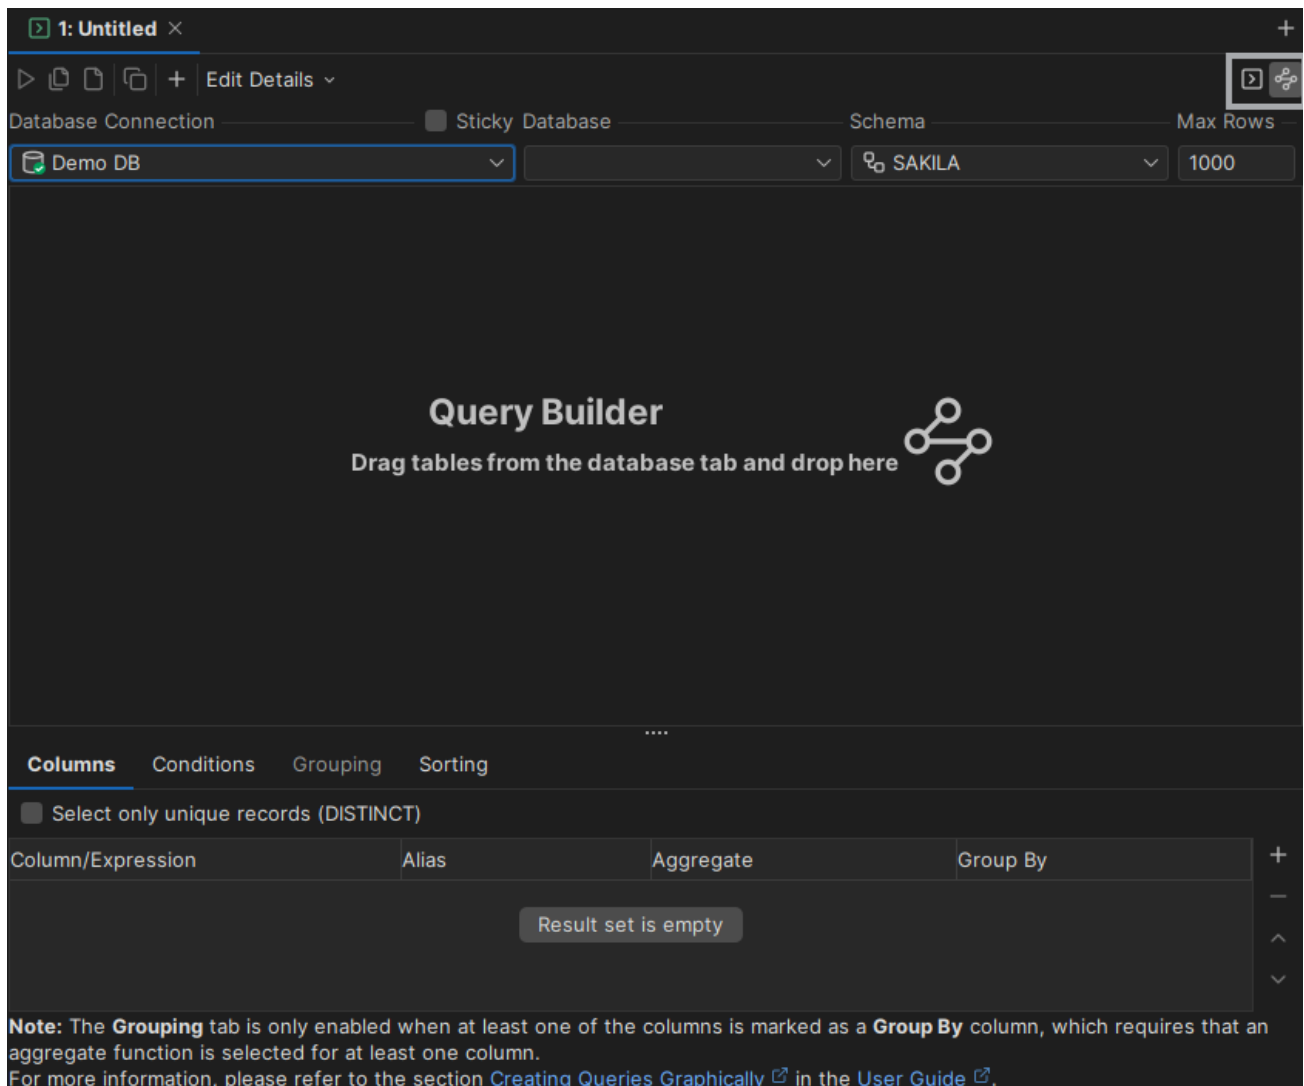 1: Untitled
Edit Details
Database Connection Sticky Database Schema Max Rows
Demo DB SAKILA 1000
Query Builder
Drag tables from the database tab and drop here
Columns Conditions Grouping Sorting
Select only unique records (DISTINCT)
Column/Expression Alias Aggregate Group By
Result set is empty
Note: The Grouping tab is only enabled when at least one of the columns is marked as a Group By column, which requires that an
aggregate function is selected for at least one column.
For more information, please refer to the section Creating Queries Graphically in the User Guide.